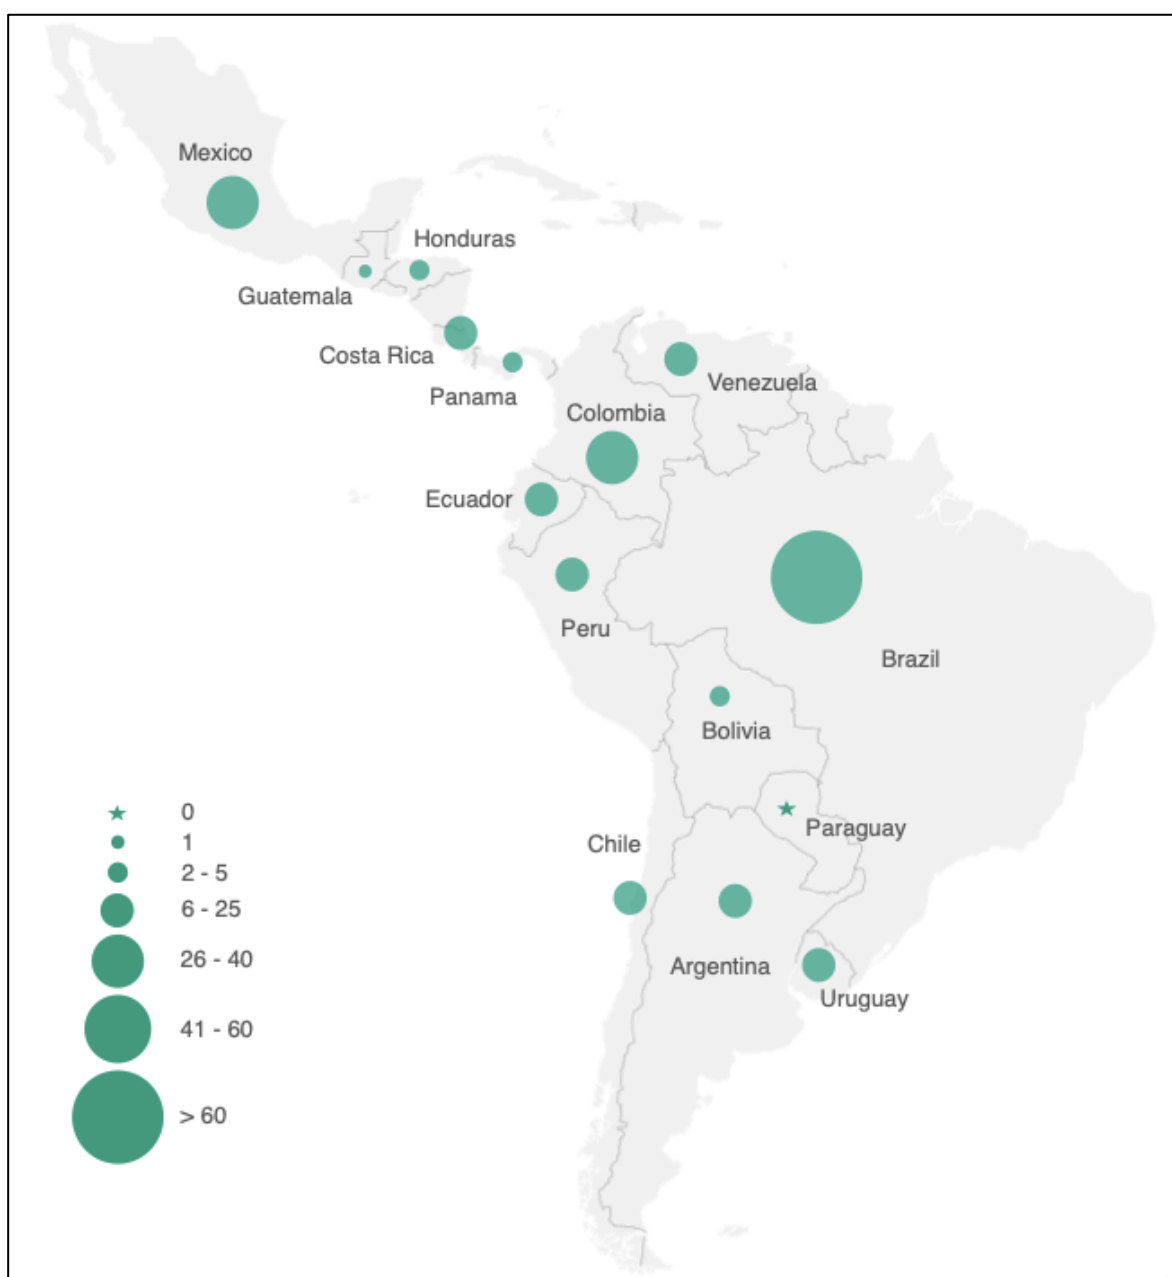 Mexico
Honduras
Guatemala
Costa Rica
Panama
Venezuela
Colombia
Ecuador
Peru
Brazil
Bolivia
Paraguay
Chile
Argentina
Uruguay
0
1
2 - 5
6 - 25
26 - 40
41 - 60
> 60